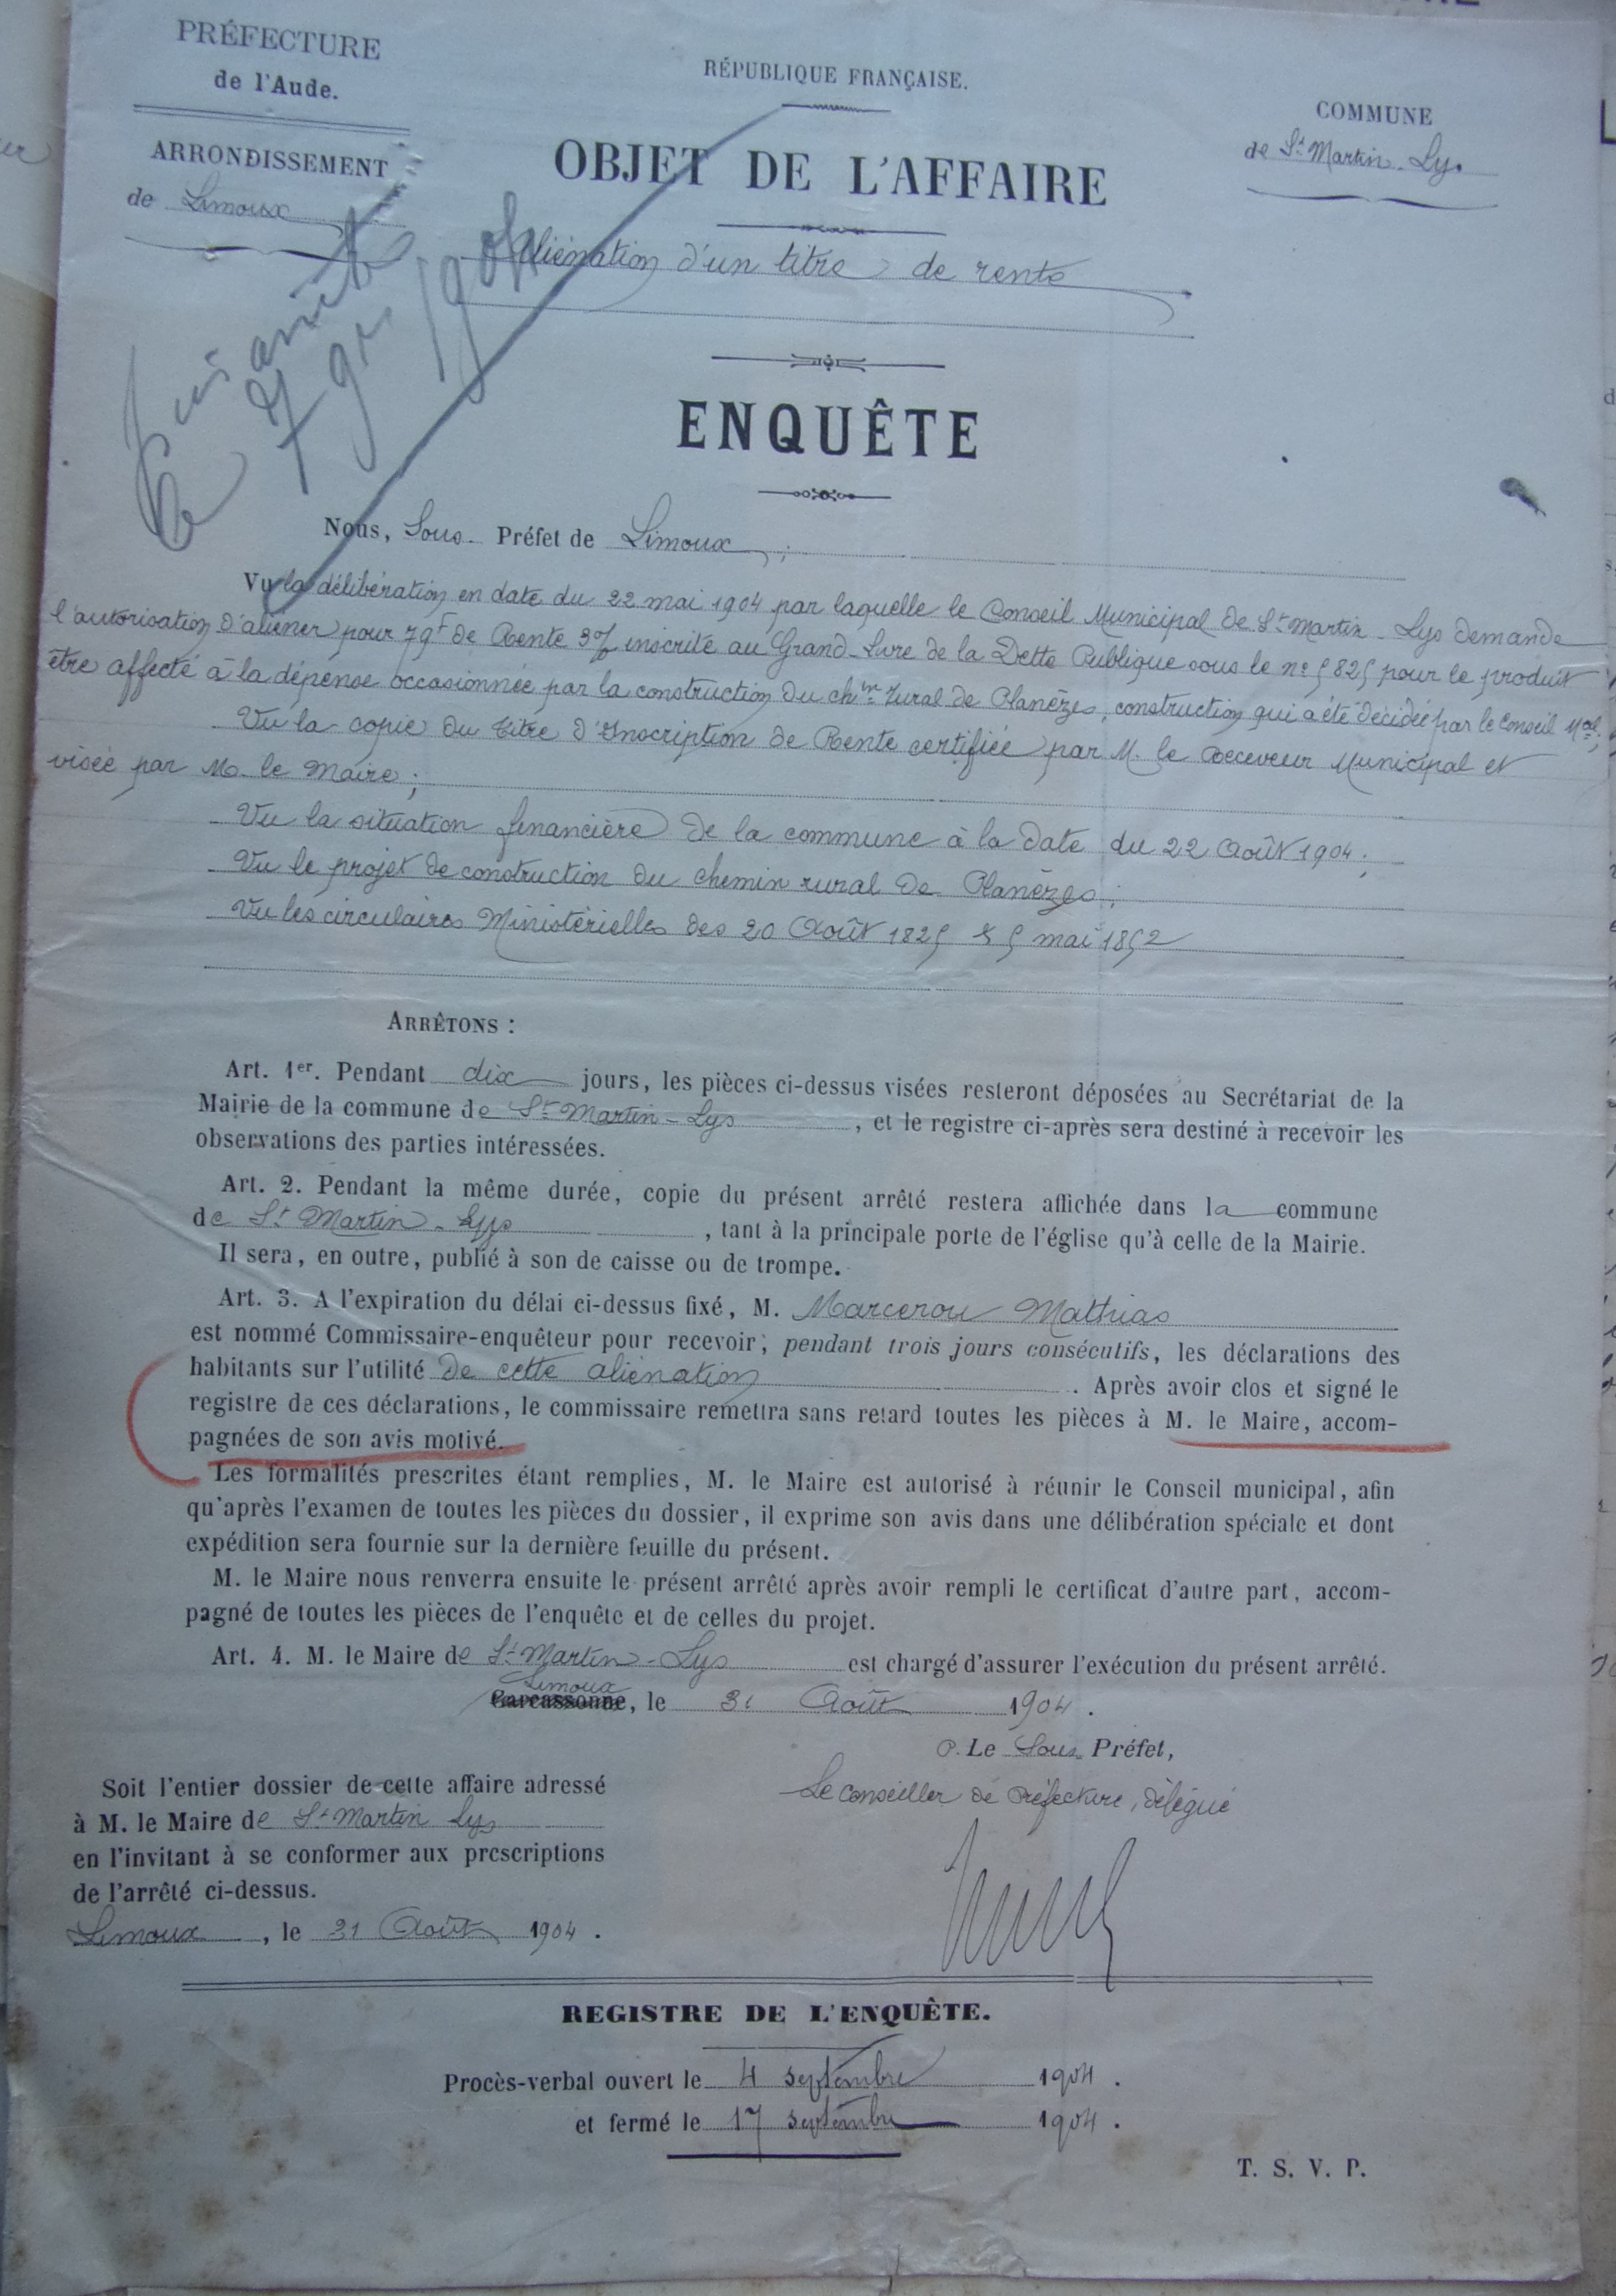 PRÉFECTURE
de l'Aude.
ARRONDISSEMENT
de Limoux
RÉPUBLIQUE FRANÇAISE.
OBJET DE L'AFFAIRE
Aliénation d'un titre de rente
COMMUNE
de St Martin-Lys
arrêté
le 7 9bre 1904
ENQUÊTE
Nous, Sous-Préfet de Limoux ;
Vu la délibération en date du 22 mai 1904 par laquelle le Conseil Municipal de St Martin-Lys demande
l'autorisation d'aliener pour 79f de Rente 3% inscrite au Grand-Livre de la Dette Publique sous le no 5825 pour le produit
être affecté à la dépense occasionnée par la construction du chin rural de Planèzes, construction qui a été décidée par le Conseil Mal ;
Vu la copie du titre d'Inscription de Rente certifiée par M. le Receveur Municipal et
visée par M. le Maire ;
Vu la situation financière de la commune à la date du 22 Août 1904 ;
Vu le projet de construction du chemin rural de Planèzes ;
Vu les circulaires Ministérielles des 20 Août 1825 & 5 mai 1852
ARRÊTONS :
Art. 1er. Pendant dix jours, les pièces ci-dessus visées resteront déposées au Secrétariat de la
Mairie de la commune de St Martin-Lys , et le registre ci-après sera destiné à recevoir les
observations des parties intéressées.
Art. 2. Pendant la même durée, copie du présent arrêté restera affichée dans la commune
de St Martin-Lys , tant à la principale porte de l'église qu'à celle de la Mairie.
Il sera, en outre, publié à son de caisse ou de trompe.
Art. 3. A l'expiration du délai ci-dessus fixé, M. Marcerou Mathias
est nommé Commissaire-enquêteur pour recevoir, pendant trois jours consécutifs, les déclarations des
habitants sur l'utilité de cette aliénation . Après avoir clos et signé le
registre de ces déclarations, le commissaire remettra sans retard toutes les pièces à M. le Maire, accom-
pagnées de son avis motivé.
Les formalités prescrites étant remplies, M. le Maire est autorisé à réunir le Conseil municipal, afin
qu'après l'examen de toutes les pièces du dossier, il exprime son avis dans une délibération spéciale et dont
expédition sera fournie sur la dernière feuille du présent.
M. le Maire nous renverra ensuite le présent arrêté après avoir rempli le certificat d'autre part, accom-
pagné de toutes les pièces de l'enquête et de celles du projet.
Art. 4. M. le Maire de St Martin-Lys est chargé d'assurer l'exécution du présent arrêté.
Limoux
Carcassonne, le 31 Août 1904 .
P. Le Sous-Préfet,
Le Conseiller de Préfecture, délégué
Soit l'entier dossier de cette affaire adressé
à M. le Maire de St Martin Lys
en l'invitant à se conformer aux prescriptions
de l'arrêté ci-dessus.
Limoux , le 31 Août 1904 .
REGISTRE DE L'ENQUÊTE.
Procès-verbal ouvert le 4 septembre 1904 .
et fermé le 17 septembre 1904 .
T. S. V. P.